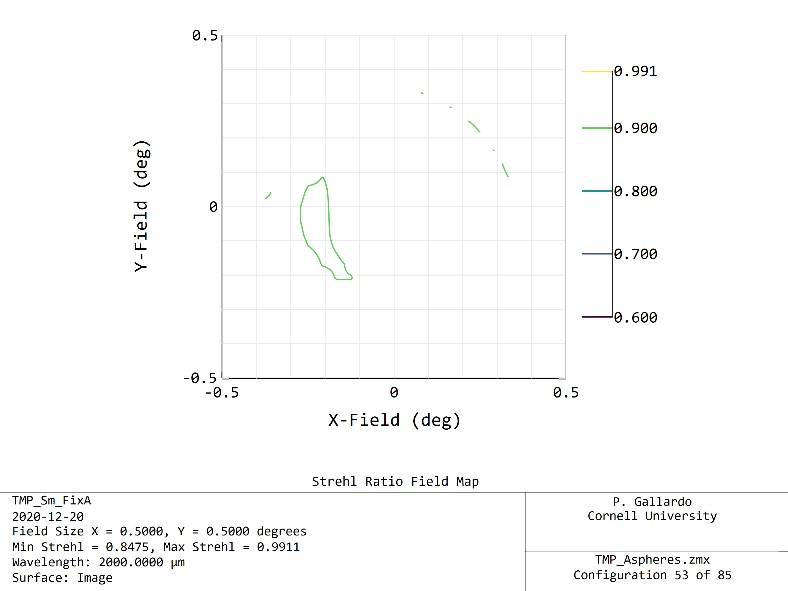 0.5
0
-0.5
-0.5
0
0.5
Y-Field (deg)
X-Field (deg)
0.991
0.900
0.800
0.700
0.600
Strehl Ratio Field Map
TMP_Sm_FixA
2020-12-20
Field Size X = 0.5000, Y = 0.5000 degrees
Min Strehl = 0.8475, Max Strehl = 0.9911
Wavelength: 2000.0000 µm
Surface: Image
P. Gallardo
Cornell University
TMP_Aspheres.zmx
Configuration 53 of 85